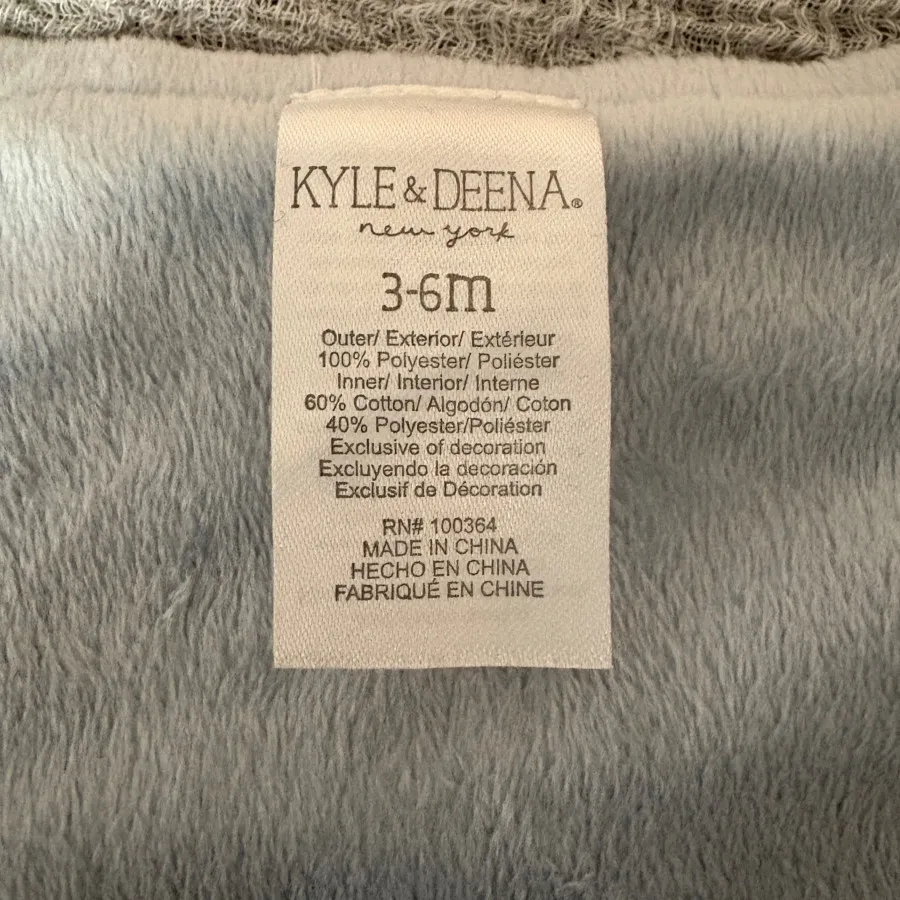 KYLE & DEENA®
new york
3-6m
Outer/ Exterior/ Extérieur
100% Polyester/ Poliéster
Inner/ Interior/ Interne
60% Cotton/ Algodón/ Coton
40% Polyester/Poliéster
Exclusive of decoration
Excluyendo la decoración
Exclusif de Décoration
RN# 100364
MADE IN CHINA
HECHO EN CHINA
FABRIQUÉ EN CHINE